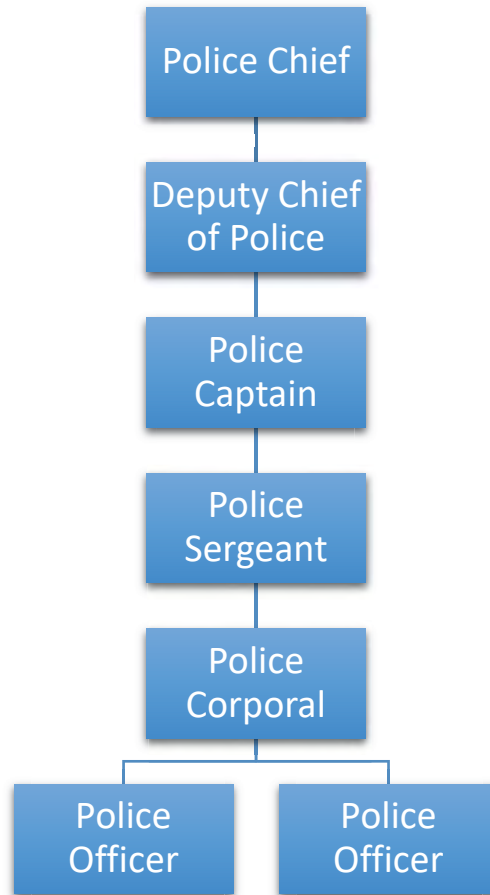 Police Chief
Deputy Chief
of Police
Police
Captain
Police
Sergeant
Police
Corporal
Police
Officer
Police
Officer